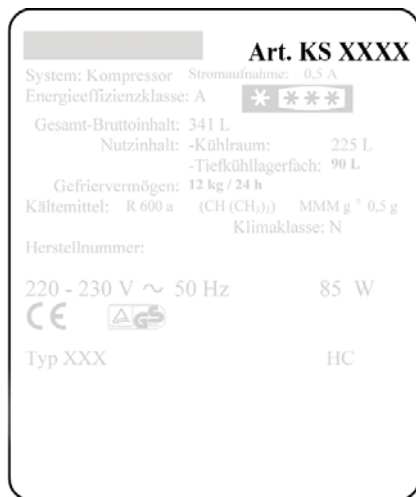 Art. KS XXXX
System: Kompressor Stromaufnahme: 0,5 A
Energieeffizienzklasse: A
Gesamt-Bruttoinhalt: 341 L
Nutzinhalt: -Kühlraum: 225 L
-Tiefkühllagerfach: 90 L
Gefriervermögen: 12 kg / 24 h
Kältemittel: R 600 a (CH (CH₃)₃) MMM g ± 0,5 g
Klimaklasse: N
Herstellnummer:
220 - 230 V ~ 50 Hz 85 W
CE GS
Typ XXX HC